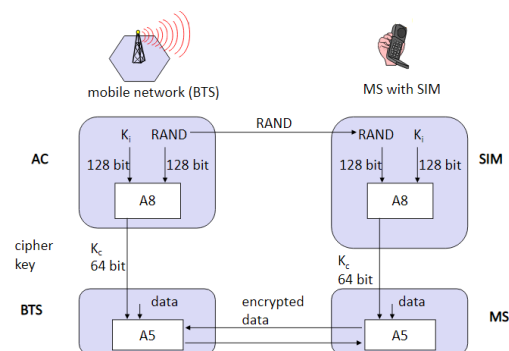 mobile network (BTS)
MS with SIM
RAND
AC
Ki RAND
128 bit 128 bit
A8
RAND Ki
128 bit 128 bit
A8
SIM
cipher
key
Kc
64 bit
Kc
64 bit
BTS
data
A5
encrypted
data
data
A5
MS